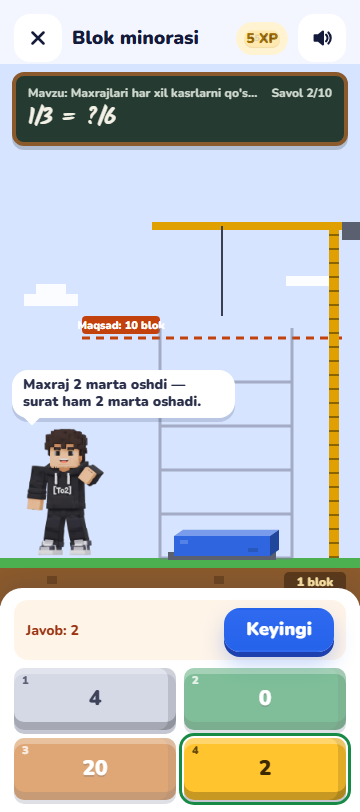 Blok minorasi
5 XP
Mavzu: Maxrajlari har xil kasrlarni qo's...
Savol 2/10
1/3 = ?/6
Maqsad: 10 blok
Maxraj 2 marta oshdi —
surat ham 2 marta oshadi.
[To2]
1 blok
Javob: 2
Keyingi
1
4
2
0
3
20
4
2